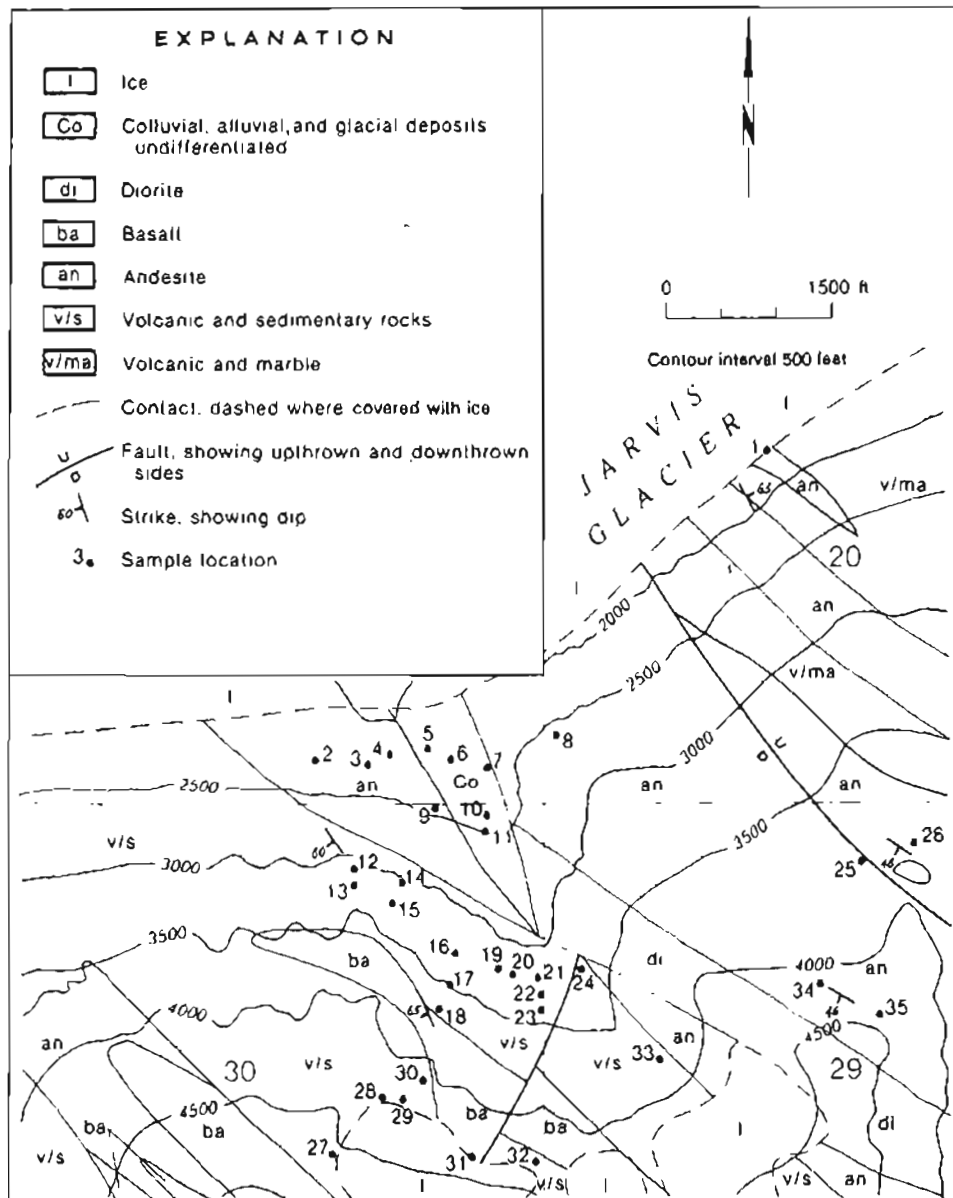 EXPLANATION
I Ice
Co Colluvial, alluvial, and glacial deposits
undifferentiated
di Diorite
ba Basalt
an Andesite
v/s Volcanic and sedimentary rocks
v/ma Volcanic and marble
Contact, dashed where covered with ice
U
D
Fault, showing upthrown and downthrown
sides
60 Strike, showing dip
3 Sample location
N
0 1500 ft
Contour interval 500 feet
JARVIS
GLACIER
I
1
65
an
v/ma
20
an
I
2000
v/ma
2500
I
3000
U
D
8
5
4
6
7
2
3
an
Co
2500
an
an
9
10
11
3500
v/s
60
26
25
46
3000
12
14
13
15
3500
16
19
20
21
24
di
4000
an
ba
17
22
34
18
23
46
35
65
4000
v/s
an
4500
an
30
v/s
v/s
33
29
30
28
29
4500
ba
ba
I
di
ba
ba
27
31
32
v/s
I
v/s
I
v/s
an